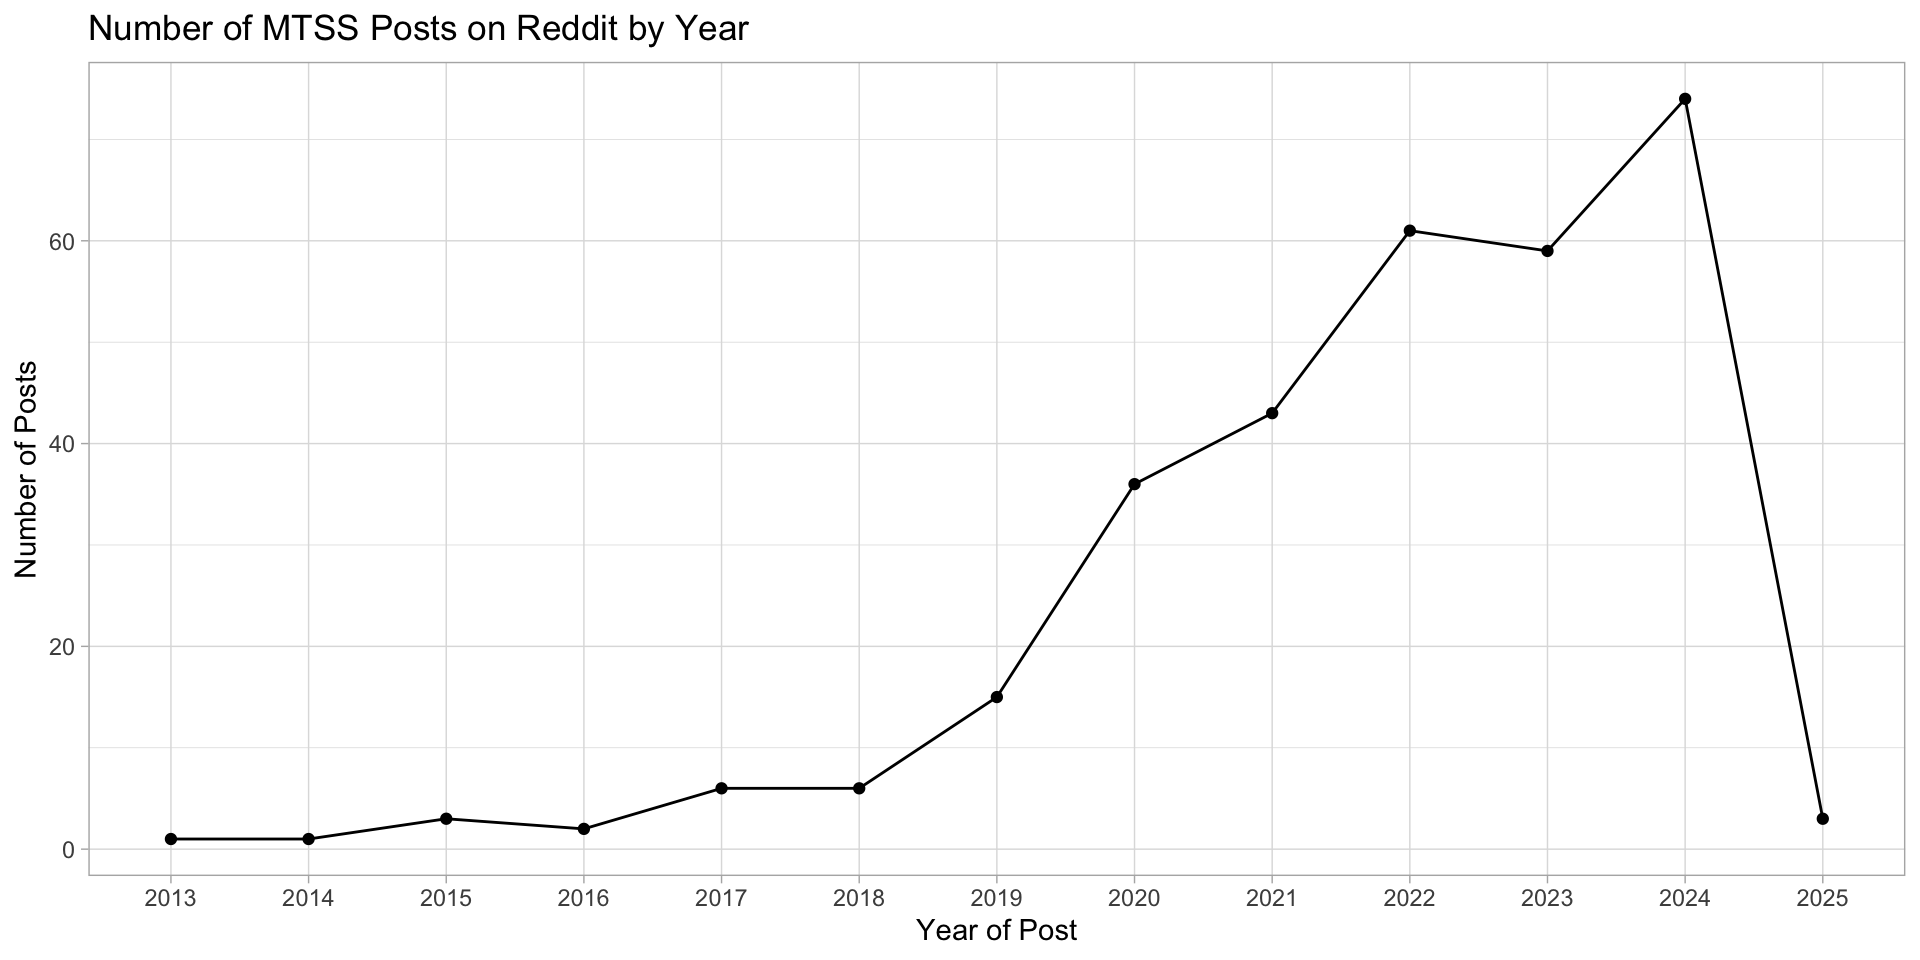 Number of MTSS Posts on Reddit by Year
Number of Posts
60
40
20
0
2013 2014 2015 2016 2017 2018 2019 2020 2021 2022 2023 2024 2025
Year of Post